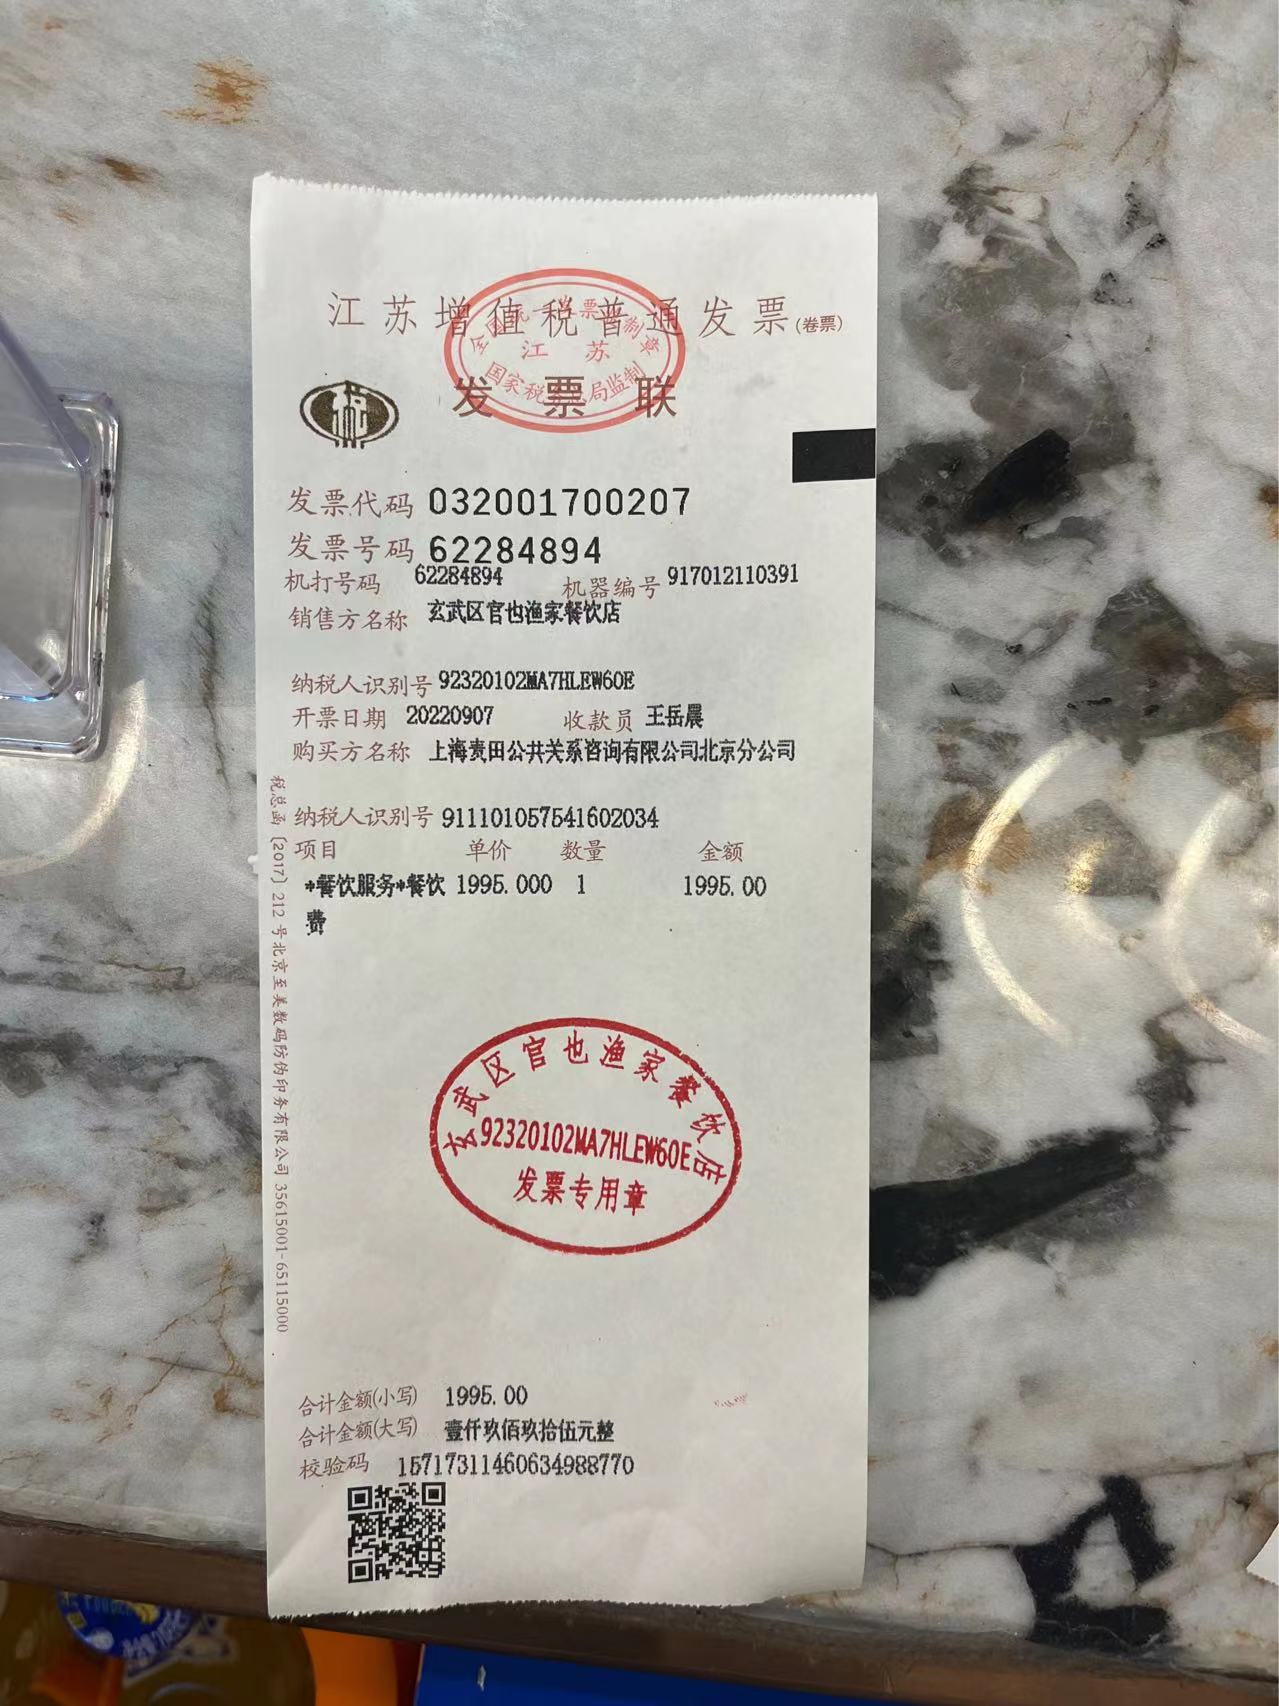 江苏增值税普通发票(卷票)
全国统一发票监制章
江 苏
国家税务总局监制
发 票 联
发票代码 032001700207
发票号码 62284894
机打号码 62284894 机器编号 917012110391
销售方名称 玄武区官也渔家餐饮店
纳税人识别号 92320102MA7HLEW60E
开票日期 20220907 收款员 王岳晨
购买方名称 上海麦田公共关系咨询有限公司北京分公司
纳税人识别号 911101057541602034
项目 单价 数量 金额
*餐饮服务*餐饮 1995.000 1 1995.00
费
税总函〔2017〕212 号北京至美数码防伪印务有限公司 35615001-65115000
玄武区官也渔家餐饮店
92320102MA7HLEW60E
发票专用章
合计金额(小写) 1995.00
合计金额(大写) 壹仟玖佰玖拾伍元整
校验码 15717311460634988770